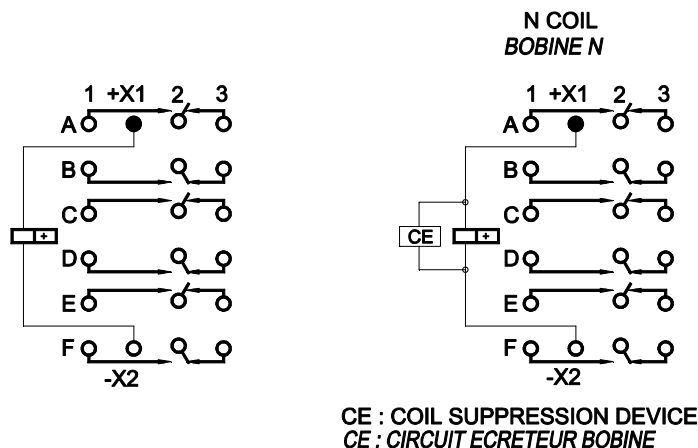 N COIL
BOBINE N
1 +X1 2 3
A
B
C
+
D
E
F
-X2
1 +X1 2 3
A
B
C
CE +
D
E
F
-X2
CE : COIL SUPPRESSION DEVICE
CE : CIRCUIT ECRETEUR BOBINE